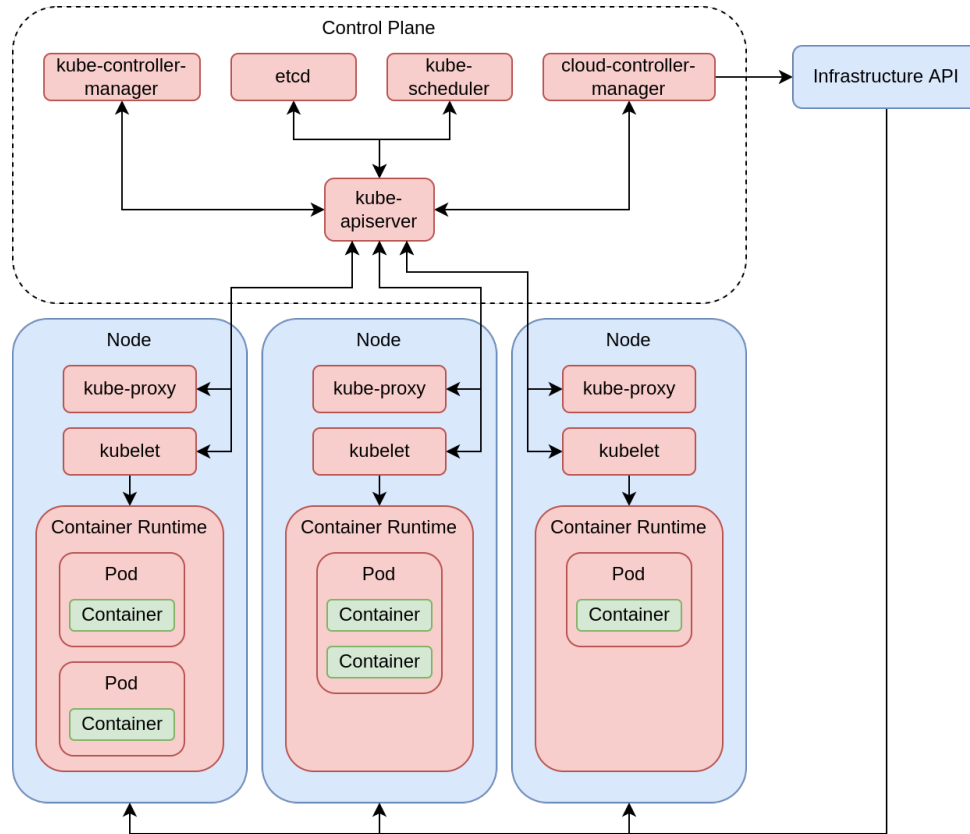 Control Plane
kube-controller-
manager
etcd
kube-
scheduler
cloud-controller-
manager
Infrastructure API
kube-
apiserver
Node
kube-proxy
kubelet
Container Runtime
Pod
Container
Pod
Container
Node
kube-proxy
kubelet
Container Runtime
Pod
Container
Container
Node
kube-proxy
kubelet
Container Runtime
Pod
Container